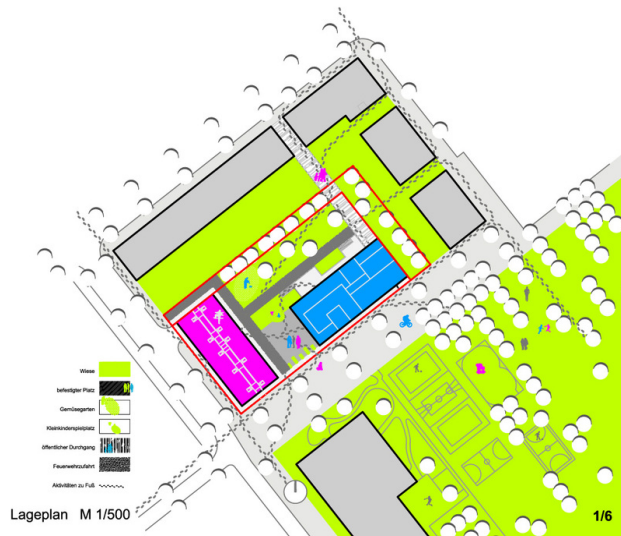 Wiese
befestigter Platz
Gemüsegarten
Kleinkinderspielplatz
öffentlicher Durchgang
Feuerwehrzufahrt
Aktivitäten zu Fuß
Lageplan M 1/500
1/6